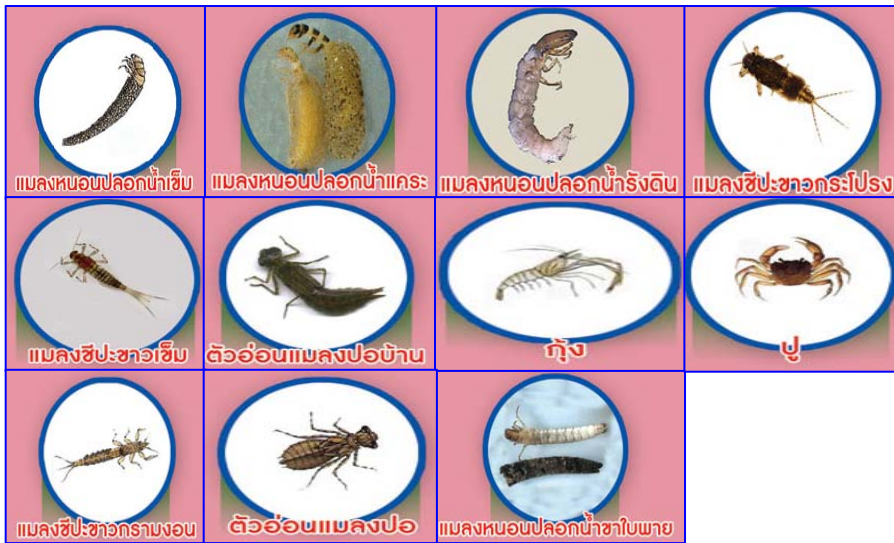 แมลงหนอนปลอกน้ำเข็ม
แมลงหนอนปลอกน้ำแคระ
แมลงหนอนปลอกน้ำรังดิน
แมลงชีปะขาวกระโปรง
แมลงชีปะขาวเข็ม
ตัวอ่อนแมลงปอบ้าน
กุ้ง
ปู
แมลงชีปะขาวกรามงอน
ตัวอ่อนแมลงปอ
แมลงหนอนปลอกน้ำขาใบพาย